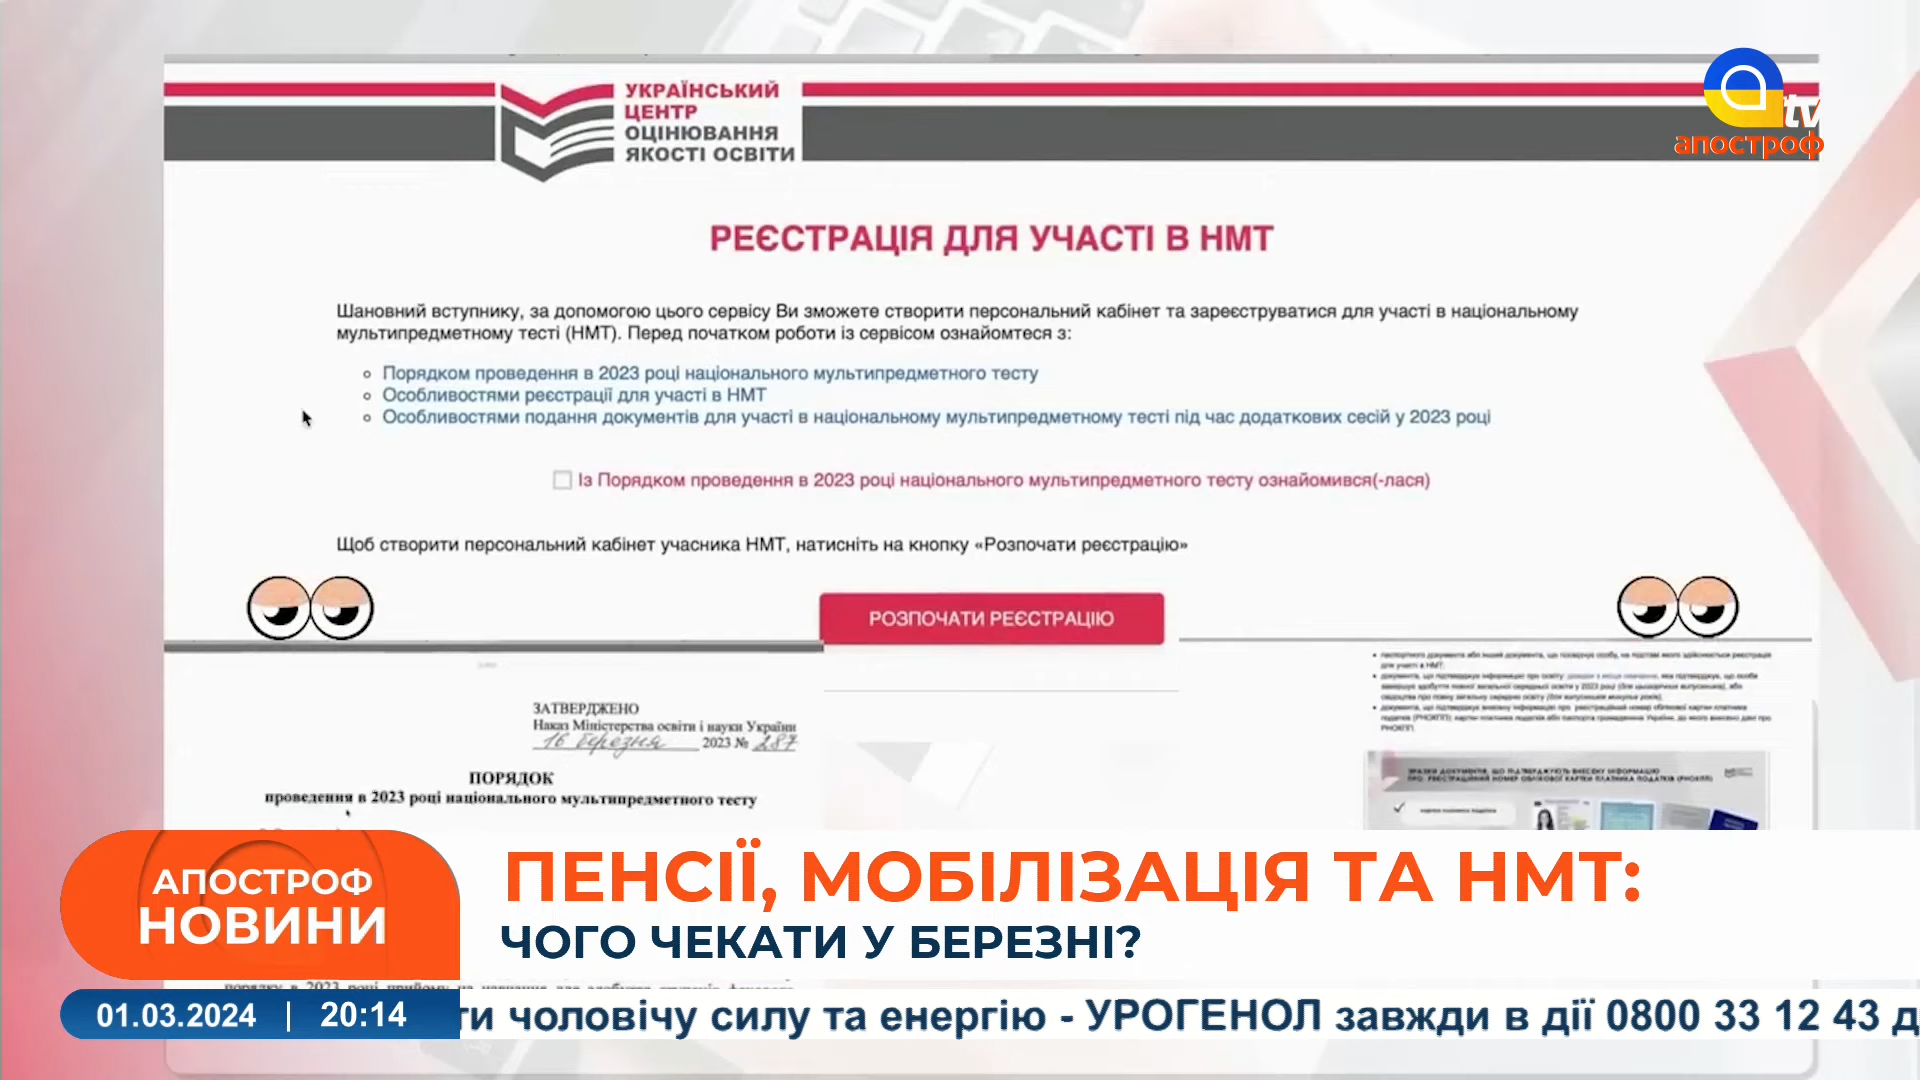 УКРАЇНСЬКИЙ
ЦЕНТР
ОЦІНЮВАННЯ
ЯКОСТІ ОСВІТИ
tv
апостроф
РЕЄСТРАЦІЯ ДЛЯ УЧАСТІ В НМТ
Шановний вступнику, за допомогою цього сервісу Ви зможете створити персональний кабінет та зареєструватися для участі в національному
мультипредметному тесті (НМТ). Перед початком роботи із сервісом ознайомтеся з:
Порядком проведення в 2023 році національного мультипредметного тесту
Особливостями реєстрації для участі в НМТ
Особливостями подання документів для участі в національному мультипредметному тесті під час додаткових сесій у 2023 році
Із Порядком проведення в 2023 році національного мультипредметного тесту ознайомився(-лася)
Щоб створити персональний кабінет учасника НМТ, натисніть на кнопку «Розпочати реєстрацію»
РОЗПОЧАТИ РЕЄСТРАЦІЮ
ЗАТВЕРДЖЕНО
Наказ Міністерства освіти і науки України
16 березня 2023 № 287
ПОРЯДОК
проведення в 2023 році національного мультипредметного тесту
АПОСТРОФ
НОВИНИ
ПЕНСІЇ, МОБІЛІЗАЦІЯ ТА НМТ:
ЧОГО ЧЕКАТИ У БЕРЕЗНІ?
01.03.2024 | 20:14
ти чоловічу силу та енергію - УРОГЕНОЛ завжди в дії 0800 33 12 43 д